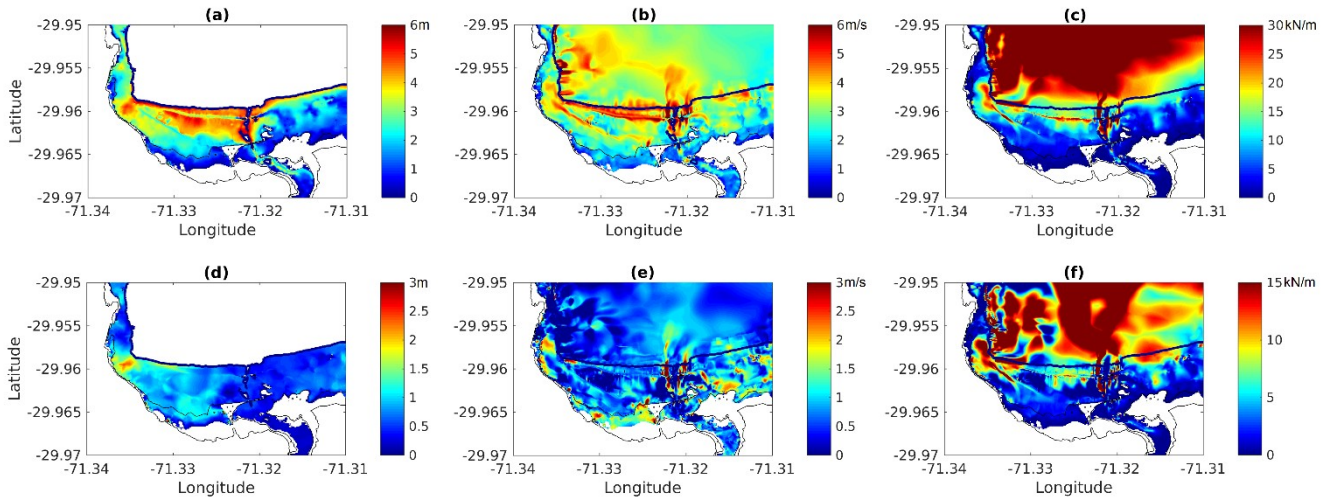 (a) (b) (c)
-29.95 6m -29.95 6m/s -29.95 30kN/m
5 5 25
-29.955 4 -29.955 4 -29.955 20
-29.96 3 -29.96 3 -29.96 15
2 2 10
-29.965 1 -29.965 1 -29.965 5
-29.97 0 -29.97 0 -29.97 0
Latitude
-71.34 -71.33 -71.32 -71.31 -71.34 -71.33 -71.32 -71.31 -71.34 -71.33 -71.32 -71.31
Longitude Longitude Longitude
(d) (e) (f)
-29.95 3m -29.95 3m/s -29.95 15kN/m
2.5 2.5
-29.955 2 -29.955 2 -29.955 10
-29.96 1.5 -29.96 1.5 -29.96
1 1 5
-29.965 0.5 -29.965 0.5 -29.965
-29.97 0 -29.97 0 -29.97 0
Latitude
-71.34 -71.33 -71.32 -71.31 -71.34 -71.33 -71.32 -71.31 -71.34 -71.33 -71.32 -71.31
Longitude Longitude Longitude